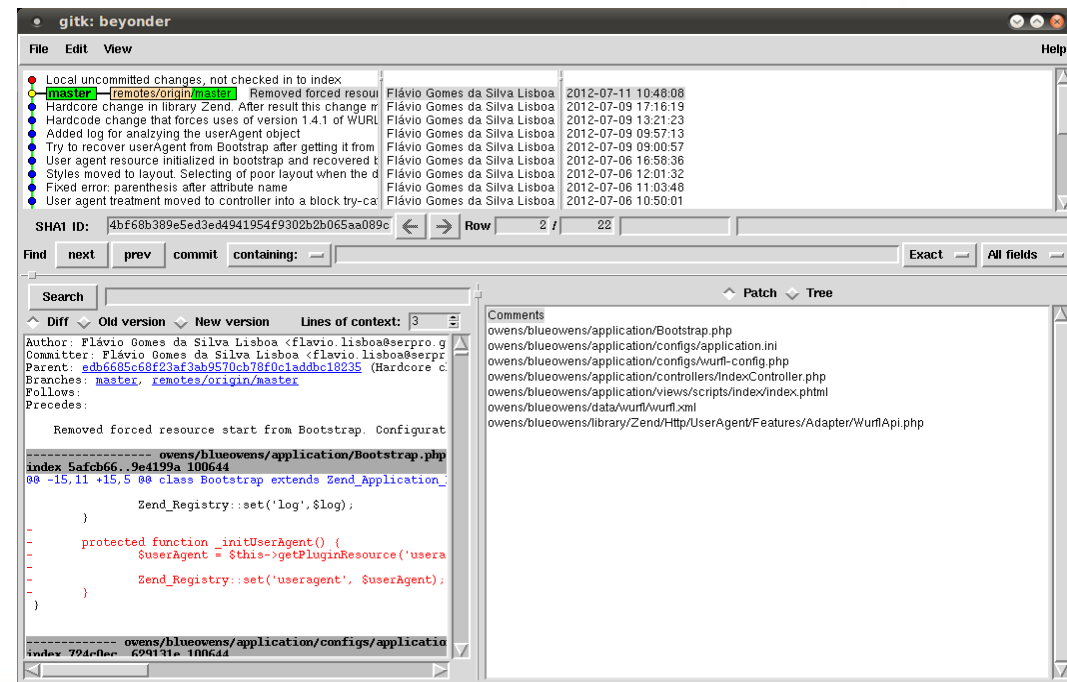 gitk: beyonder
File Edit View Help
Local uncommitted changes, not checked in to index
master remotes/origin/master Removed forced resou Flávio Gomes da Silva Lisboa 2012-07-11 10:48:08
Hardcore change in library Zend. After result this change m Flávio Gomes da Silva Lisboa 2012-07-09 17:16:19
Hardcode change that forces uses of version 1.4.1 of WURL Flávio Gomes da Silva Lisboa 2012-07-09 13:21:23
Added log for analzying the userAgent object Flávio Gomes da Silva Lisboa 2012-07-09 09:57:13
Try to recover userAgent from Bootstrap after getting it from Flávio Gomes da Silva Lisboa 2012-07-09 09:00:57
User agent resource initialized in bootstrap and recovered b Flávio Gomes da Silva Lisboa 2012-07-06 16:58:36
Styles moved to layout. Selecting of poor layout when the d Flávio Gomes da Silva Lisboa 2012-07-06 12:01:32
Fixed error: parenthesis after attribute name Flávio Gomes da Silva Lisboa 2012-07-06 11:03:48
User agent treatment moved to controller into a block try-ca Flávio Gomes da Silva Lisboa 2012-07-06 10:50:01
SHA1 ID: 4bf68b389e5ed3ed4941954f9302b2b065aa089c Row 2 / 22
Find next prev commit containing: Exact All fields
Search
Diff Old version New version Lines of context: 3
Author: Flávio Gomes da Silva Lisboa <flavio.lisboa@serpro.g
Committer: Flávio Gomes da Silva Lisboa <flavio.lisboa@serpr
Parent: edb6685c68f23af3ab9570cb78f0c1addbc18235 (Hardcore c
Branches: master, remotes/origin/master
Follows:
Precedes:
Removed forced resource start from Bootstrap. Configurat
------------------- owens/blueowens/application/Bootstrap.php
index 5afcb66..9e4199a 100644
@@ -15,11 +15,5 @@ class Bootstrap extends Zend_Application_
Zend_Registry::set('log',$log);
}
-
- protected function _initUserAgent() {
- $userAgent = $this->getPluginResource('usera
-
- Zend_Registry::set('useragent', $userAgent);
- }
}
-------------- owens/blueowens/application/configs/applicatio
index 724c0ec..629131e 100644
Patch Tree
Comments
owens/blueowens/application/Bootstrap.php
owens/blueowens/application/configs/application.ini
owens/blueowens/application/configs/wurfl-config.php
owens/blueowens/application/controllers/IndexController.php
owens/blueowens/application/views/scripts/index/index.phtml
owens/blueowens/data/wurfl/wurfl.xml
owens/blueowens/library/Zend/Http/UserAgent/Features/Adapter/WurflApi.php